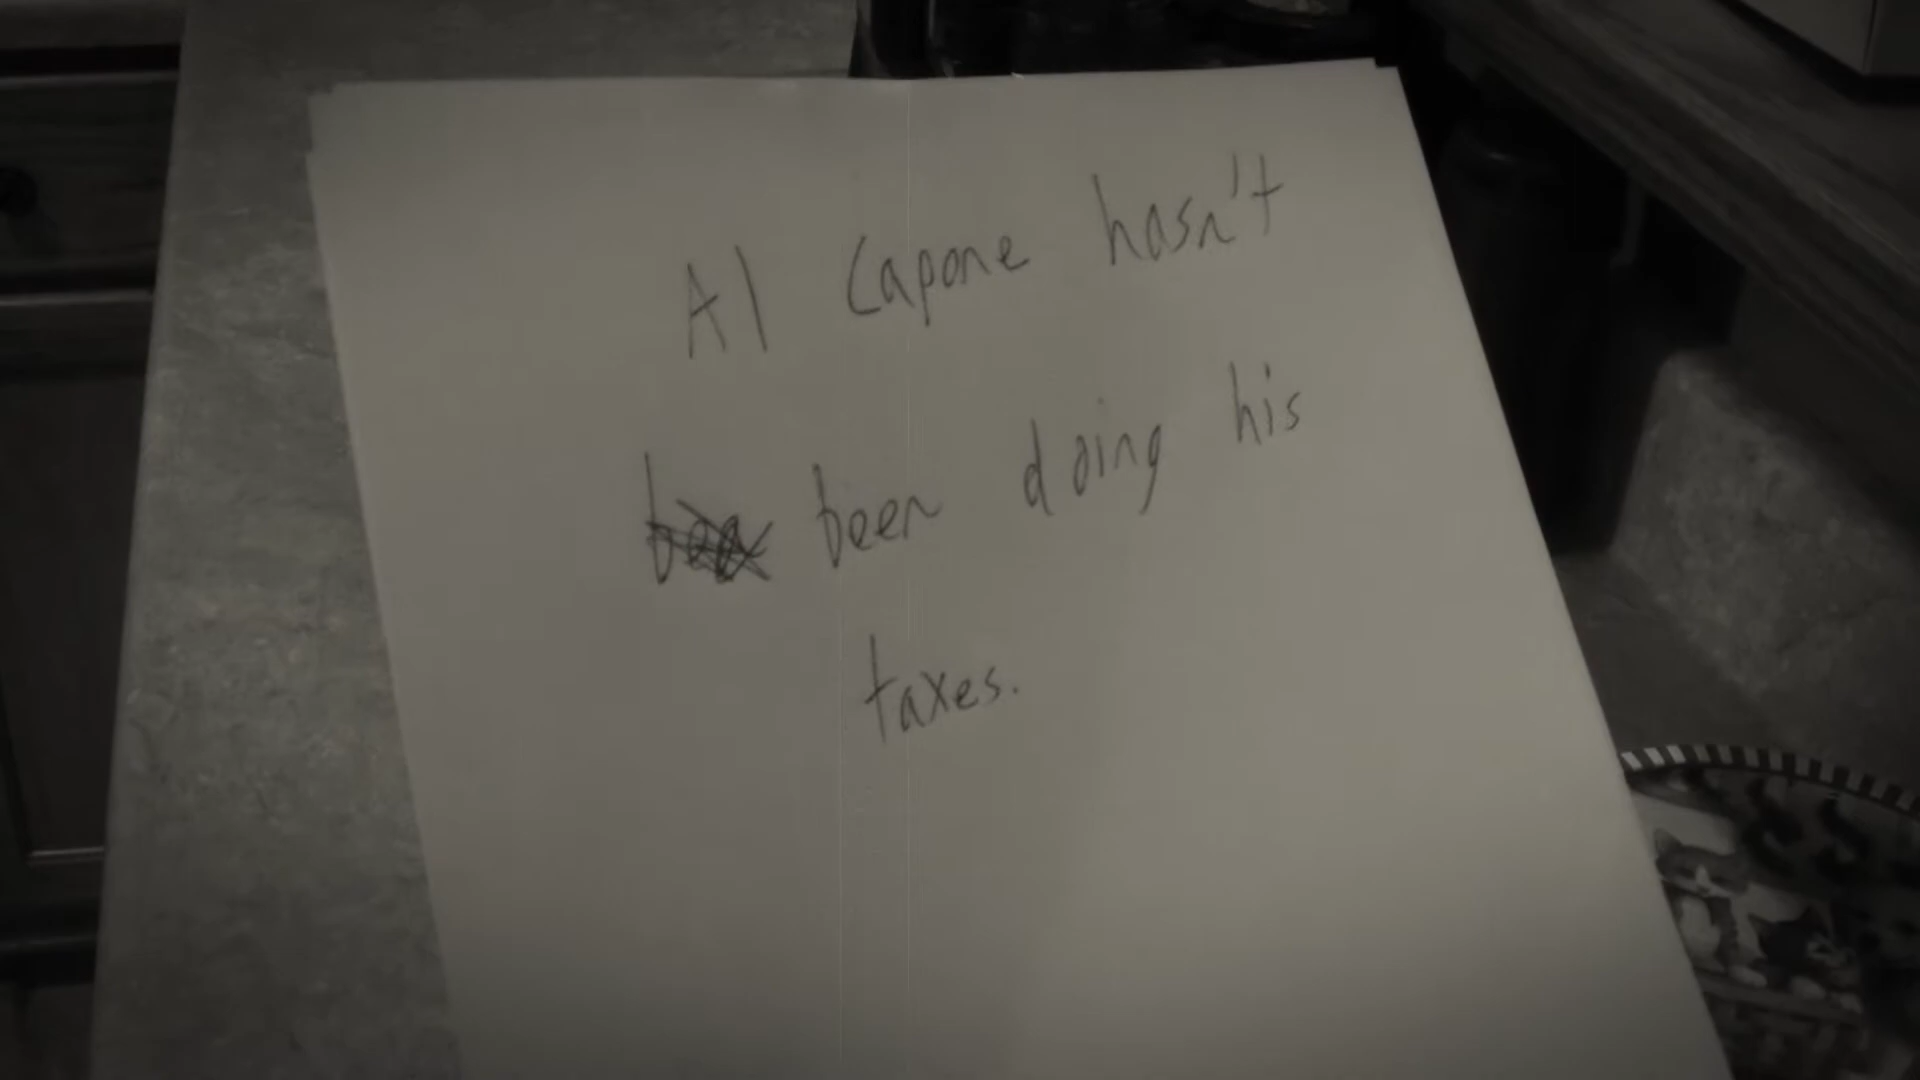 Al Capone hasn't
been doing his
taxes.